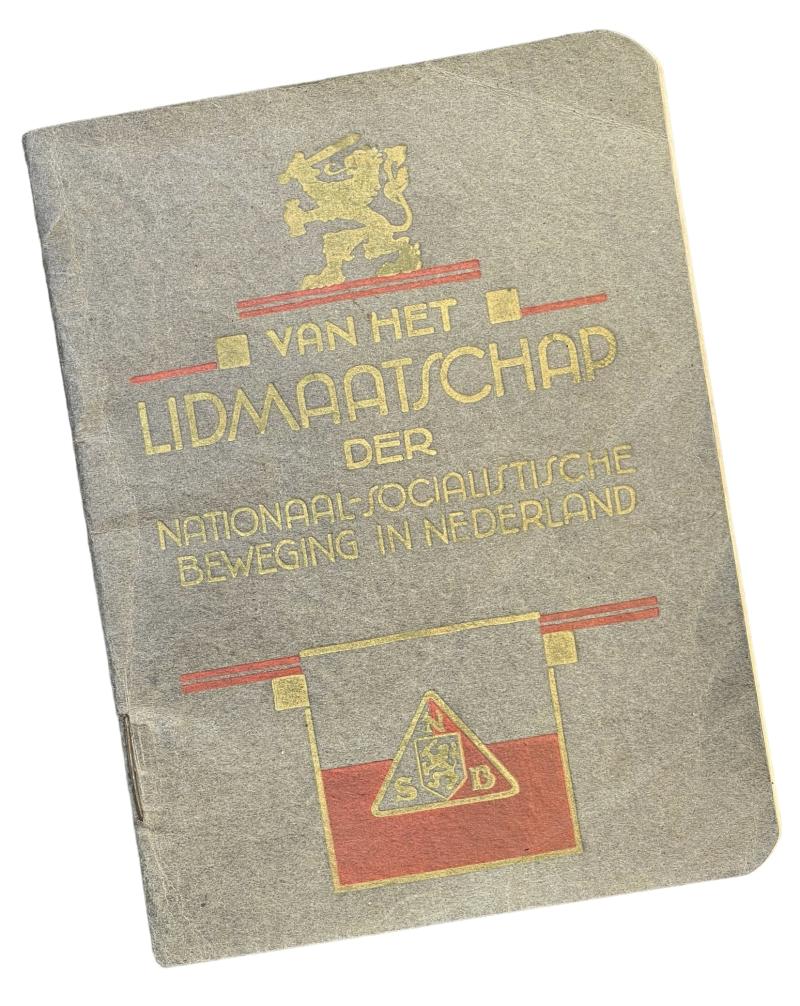 VAN HET
LIDMAATSCHAP
DER
NATIONAAL-SOCIALISTISCHE
BEWEGING IN NEDERLAND
N
S B